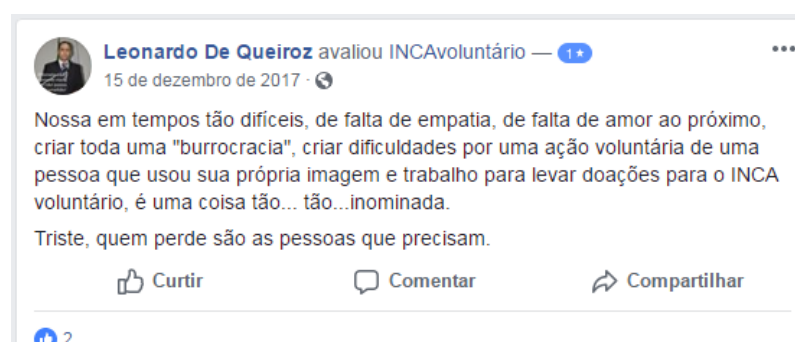 Leonardo De Queiroz avaliou INCAvoluntário — 1★
15 de dezembro de 2017 ·
Nossa em tempos tão difíceis, de falta de empatia, de falta de amor ao próximo,
criar toda uma "burrocracia", criar dificuldades por uma ação voluntária de uma
pessoa que usou sua própria imagem e trabalho para levar doações para o INCA
voluntário, é uma coisa tão... tão...inominada.
Triste, quem perde são as pessoas que precisam.
Curtir Comentar Compartilhar
2